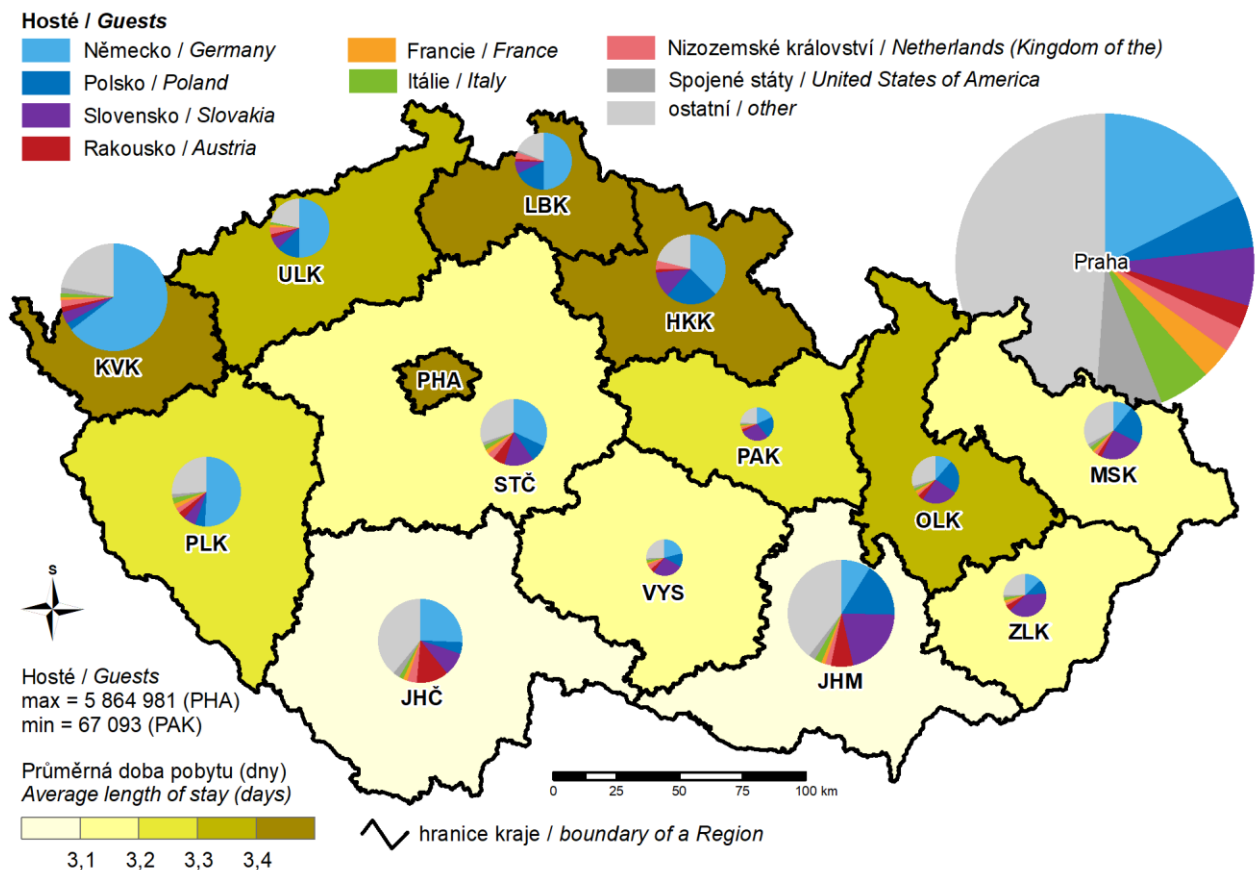 Hosté / Guests
Německo / Germany
Polsko / Poland
Slovensko / Slovakia
Rakousko / Austria
Francie / France
Itálie / Italy
Nizozemské království / Netherlands (Kingdom of the)
Spojené státy / United States of America
ostatní / other
LBK
ULK
Praha
HKK
KVK
PHA
PAK
MSK
STČ
OLK
PLK
VYS
ZLK
JHČ
JHM
S
Hosté / Guests
max = 5 864 981 (PHA)
min = 67 093 (PAK)
Průměrná doba pobytu (dny)
Average length of stay (days)
3,1 3,2 3,3 3,4
0 25 50 75 100 km
hranice kraje / boundary of a Region